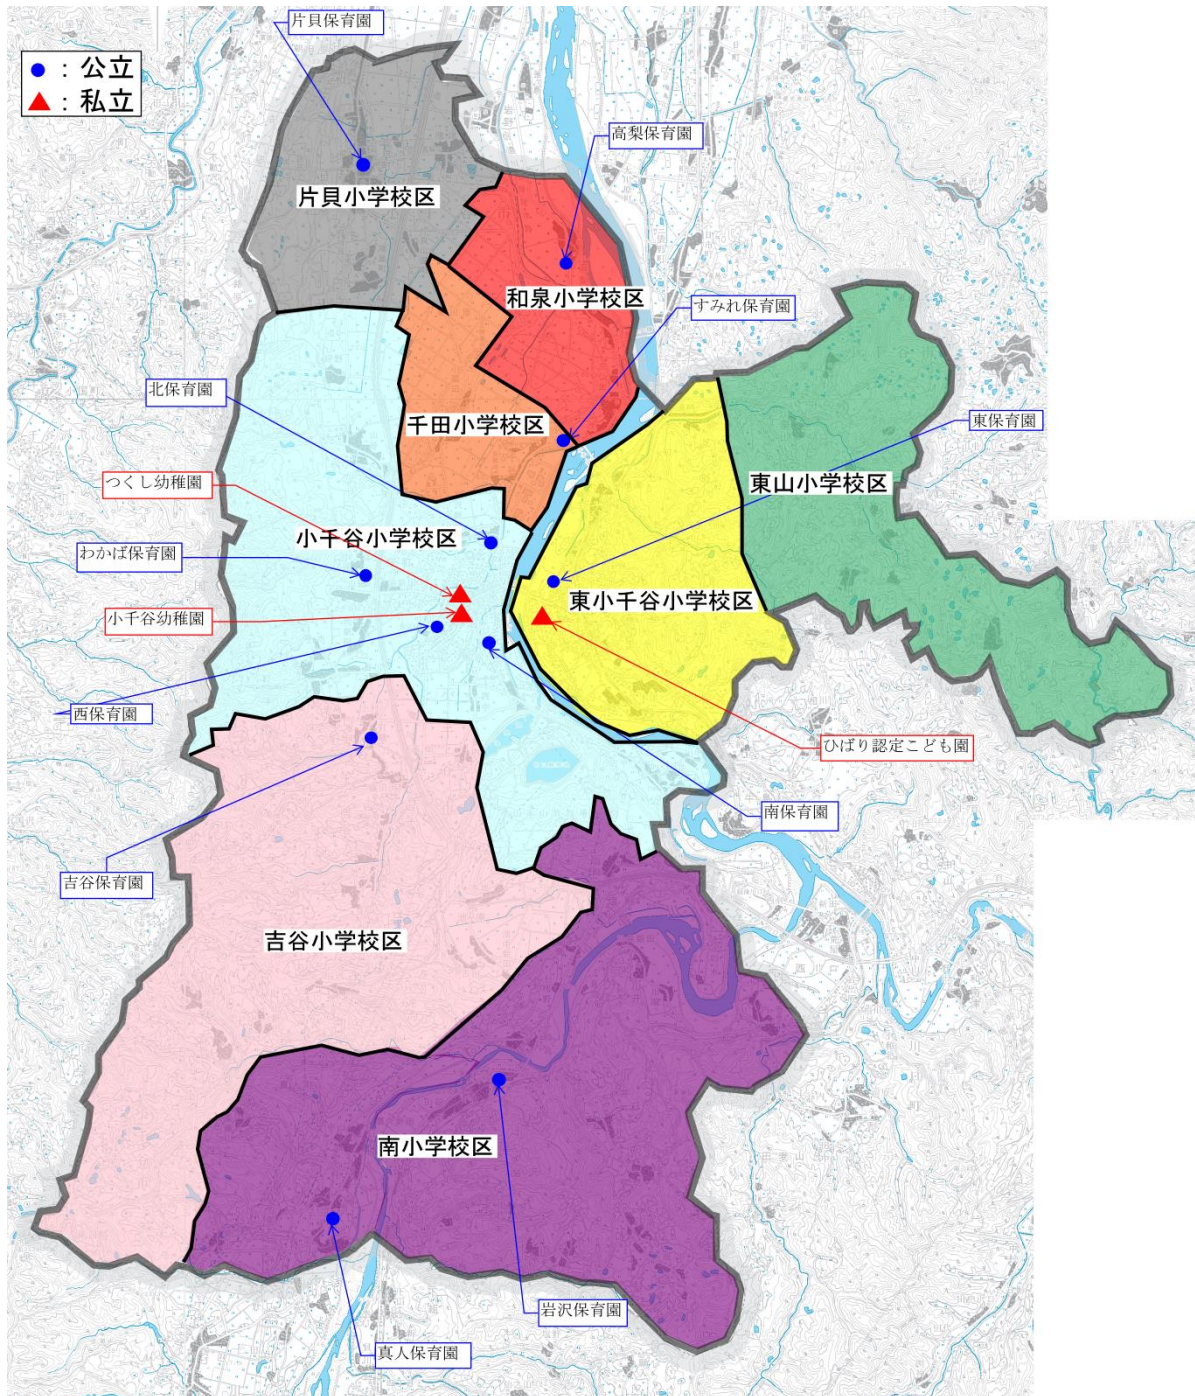 片貝保育園
●：公立
▲：私立
高梨保育園
片貝小学校区
和泉小学校区
すみれ保育園
北保育園
千田小学校区
東保育園
つくし幼稚園
東山小学校区
小千谷小学校区
わかば保育園
東小千谷小学校区
小千谷幼稚園
西保育園
ひばり認定こども園
南保育園
吉谷保育園
吉谷小学校区
南小学校区
岩沢保育園
真人保育園